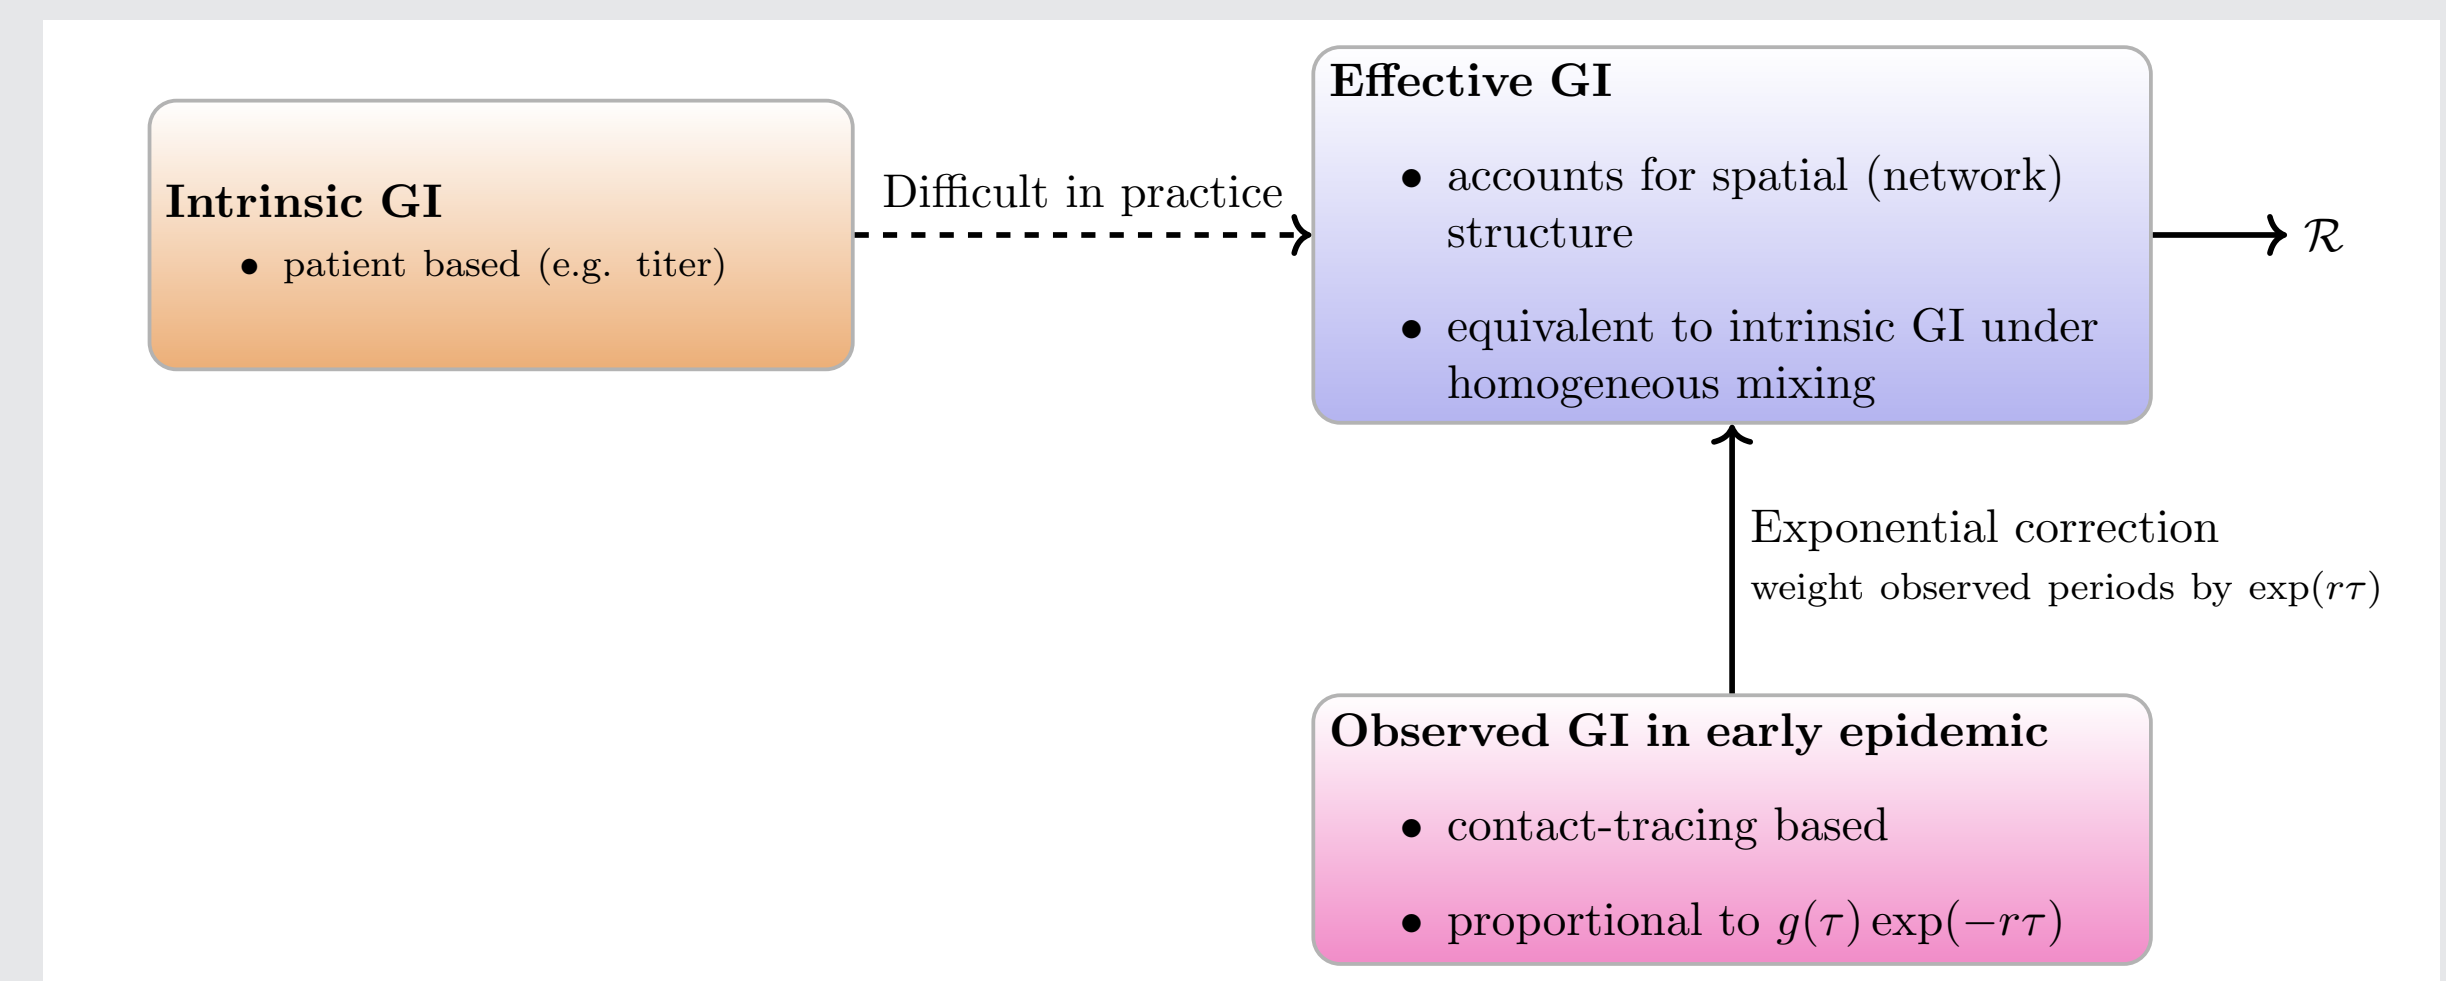 Intrinsic GI
• patient based (e.g. titer)
Difficult in practice
Effective GI
• accounts for spatial (network)
structure
• equivalent to intrinsic GI under
homogeneous mixing
ℛ
Exponential correction
weight observed periods by exp(rτ)
Observed GI in early epidemic
• contact-tracing based
• proportional to g(τ) exp(−rτ)